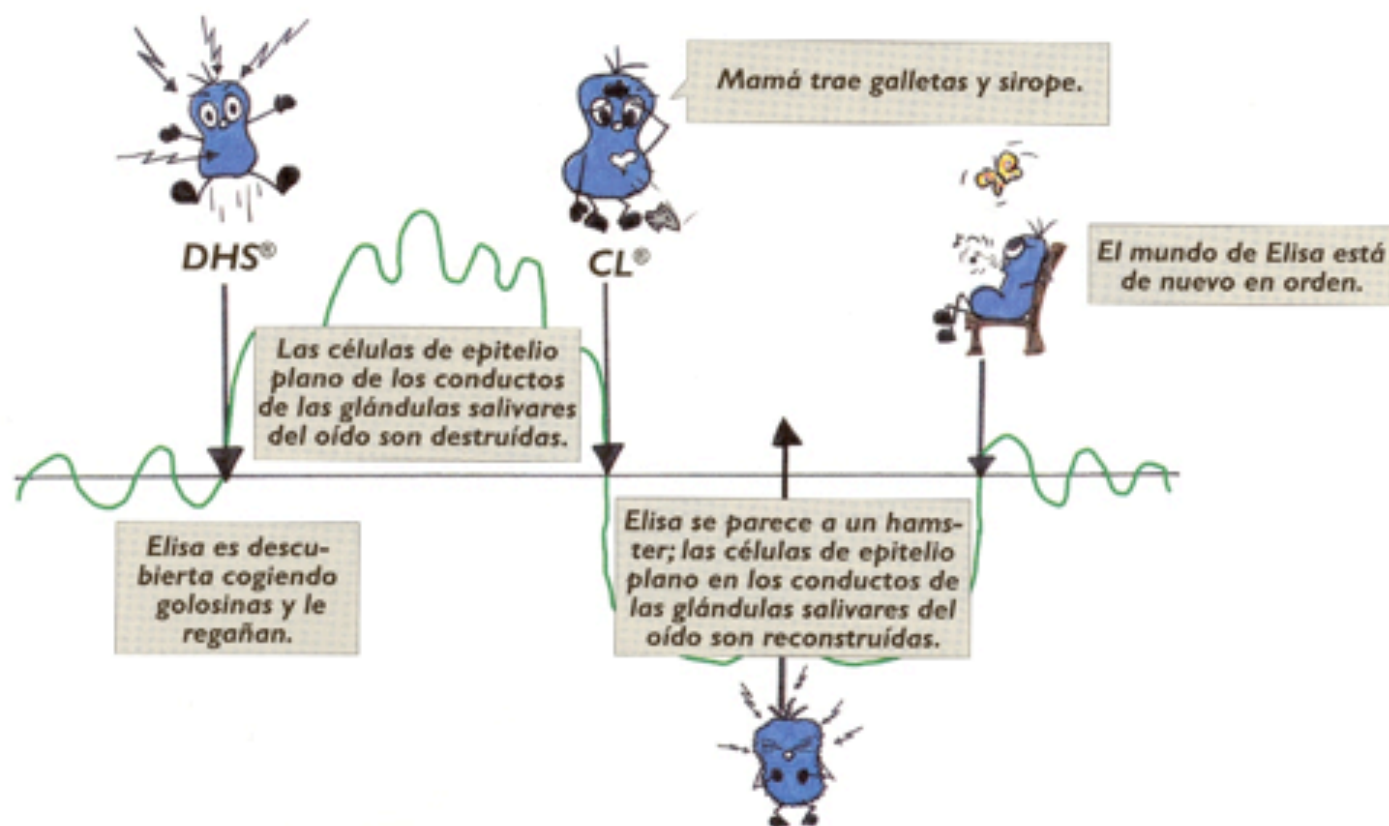 Mamá trae galletas y sirope.
DHS®
CL®
El mundo de Elisa está
de nuevo en orden.
Las células de epitelio
plano de los conductos
de las glándulas salivares
del oído son destruídas.
Elisa es descu-
bierta cogiendo
golosinas y le
regañan.
Elisa se parece a un hams-
ter; las células de epitelio
plano en los conductos de
las glándulas salivares del
oído son reconstruídas.